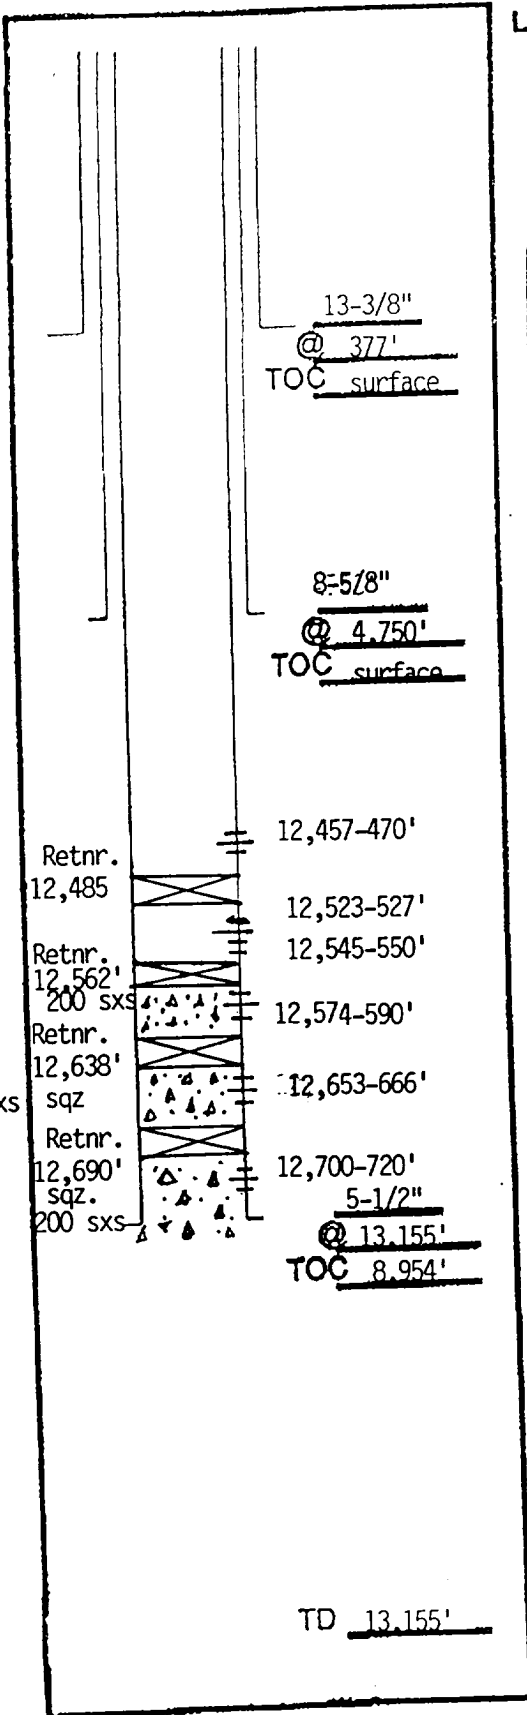 13-3/8"
@ 377'
TOC surface
8-5/8"
@ 4,750'
TOC surface
12,457-470'
Retnr.
12,485
12,523-527'
12,545-550'
Retnr.
12,562'
200 sxs
12,574-590'
Retnr.
12,638'
12,653-666'
xs sqz
Retnr.
12,690'
12,700-720'
sqz.
200 sxs
5-1/2"
@ 13,155'
TOC 8,954'
TD 13,155'